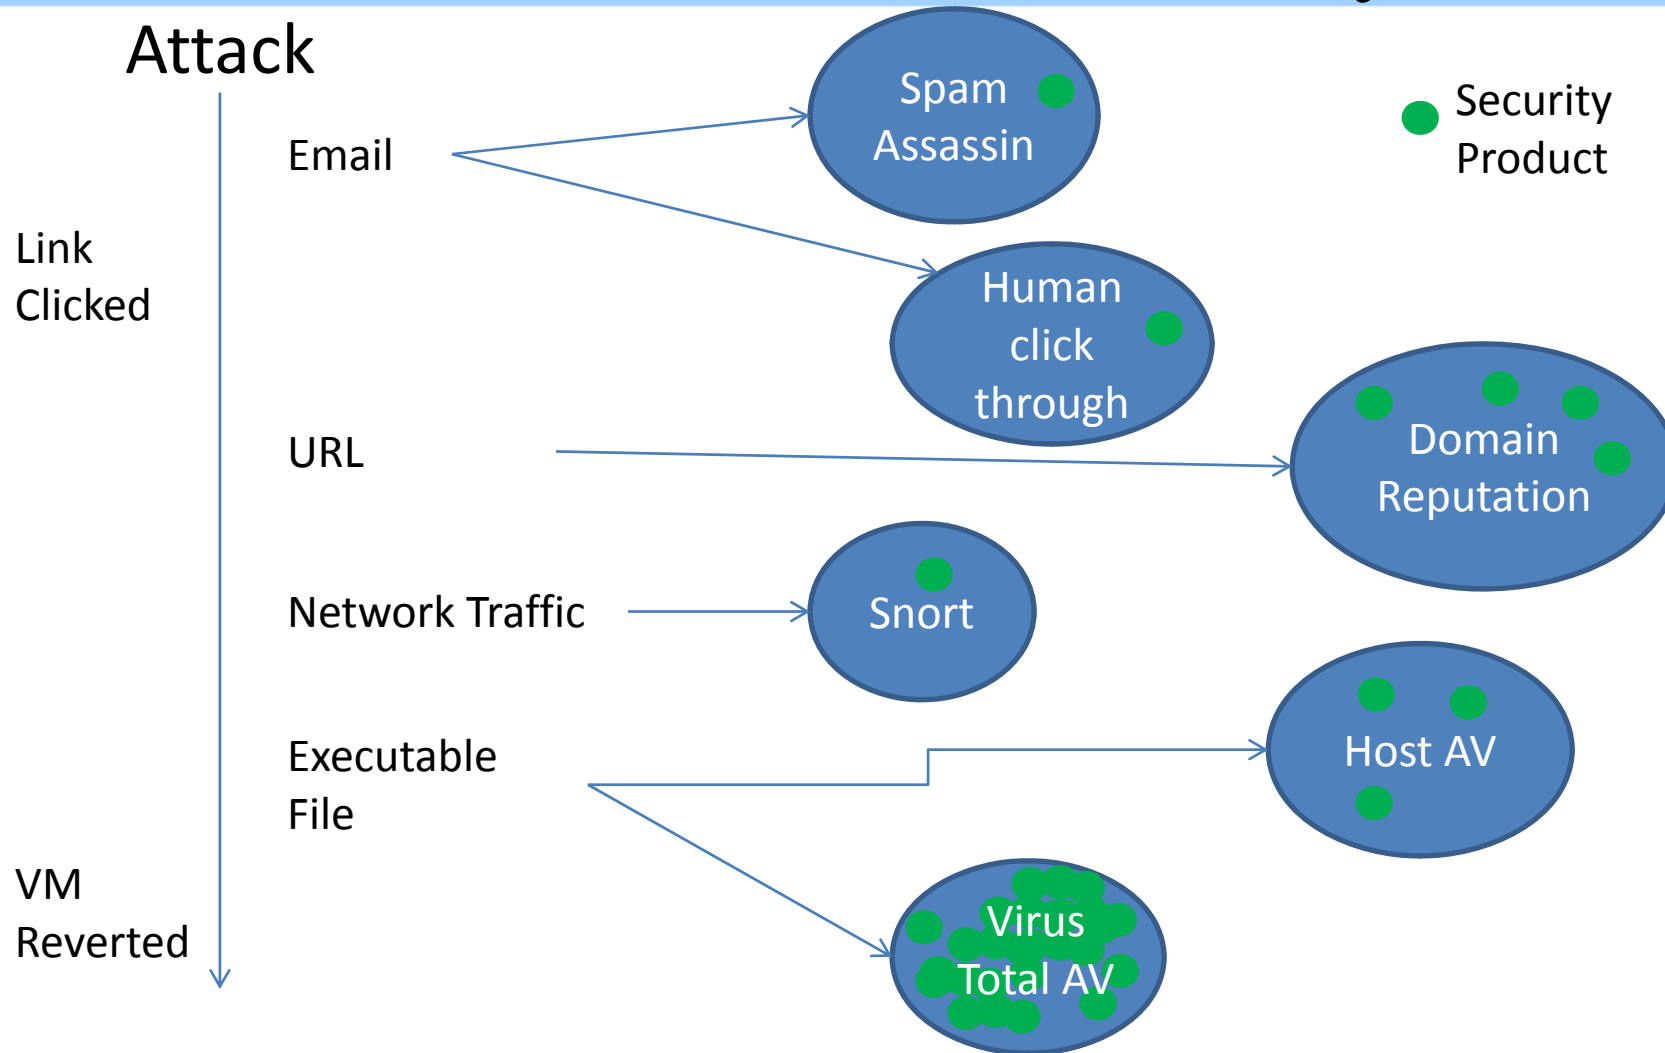 Attack
Spam
Assassin
Security
Product
Email
Link
Clicked
Human
click
through
URL
Domain
Reputation
Network Traffic
Snort
Executable
File
Host AV
VM
Reverted
Virus
Total AV